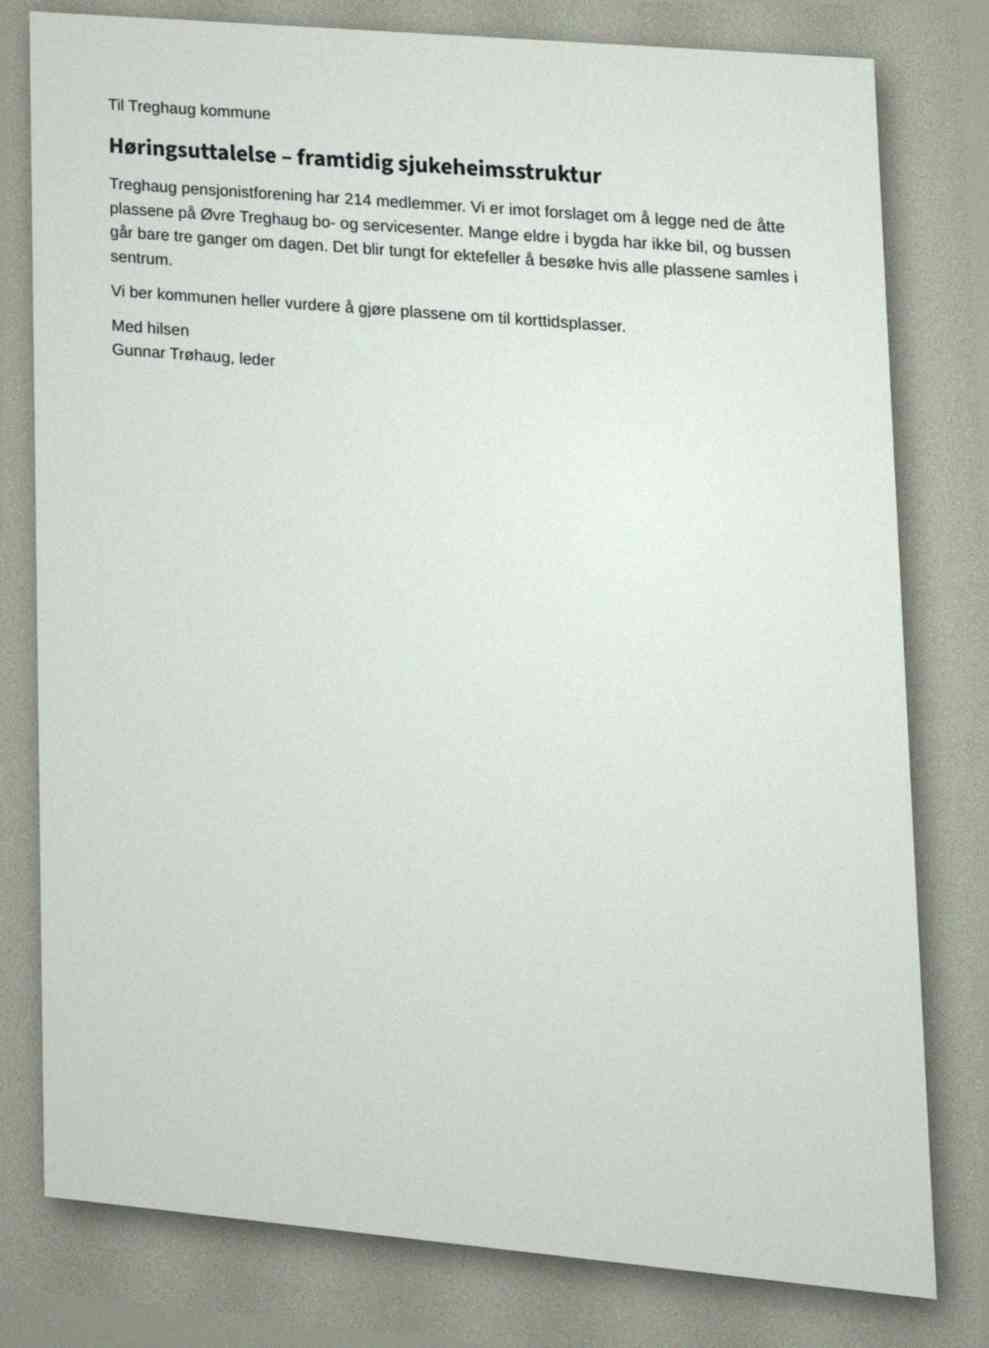 Til Treghaug kommune
Høringsuttalelse – framtidig sjukeheimsstruktur
Treghaug pensjonistforening har 214 medlemmer. Vi er imot forslaget om å legge ned de åtte
plassene på Øvre Treghaug bo- og servicesenter. Mange eldre i bygda har ikke bil, og bussen
går bare tre ganger om dagen. Det blir tungt for ektefeller å besøke hvis alle plassene samles i
sentrum.
Vi ber kommunen heller vurdere å gjøre plassene om til korttidsplasser.
Med hilsen
Gunnar Trøhaug, leder